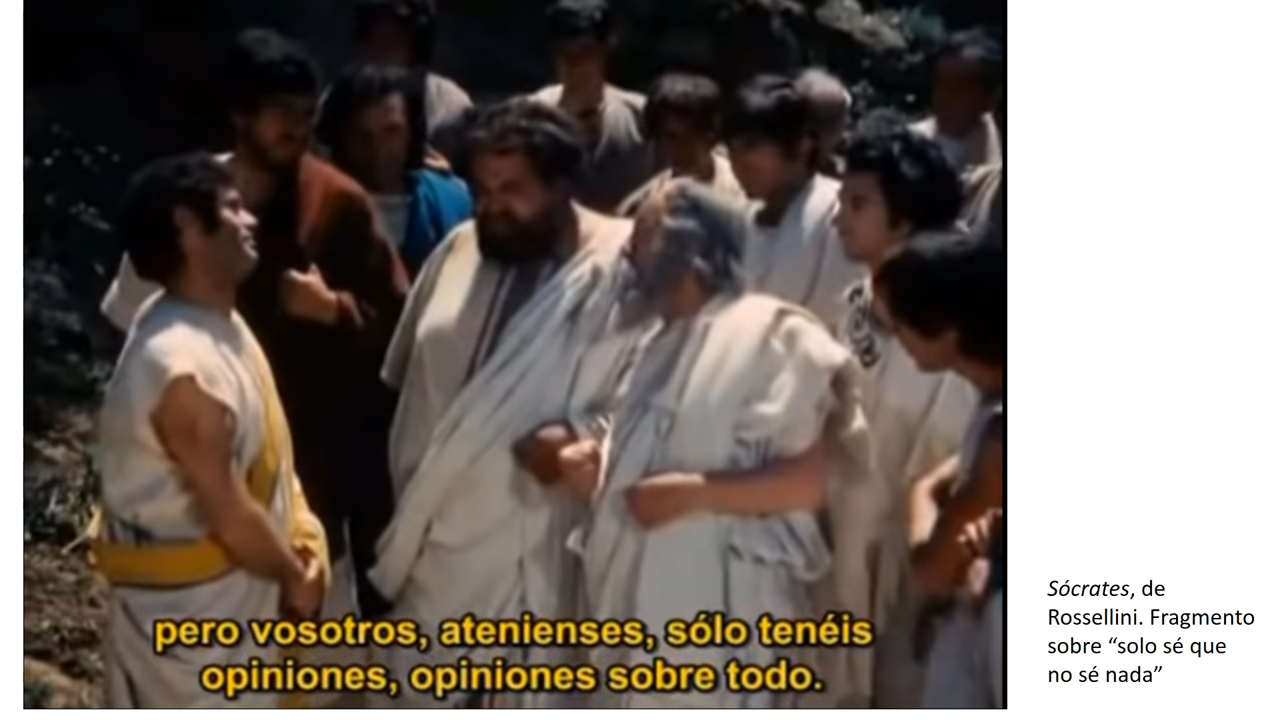 pero vosotros, atenienses, sólo tenéis
opiniones, opiniones sobre todo.
Sócrates, de
Rossellini. Fragmento
sobre “solo sé que
no sé nada”